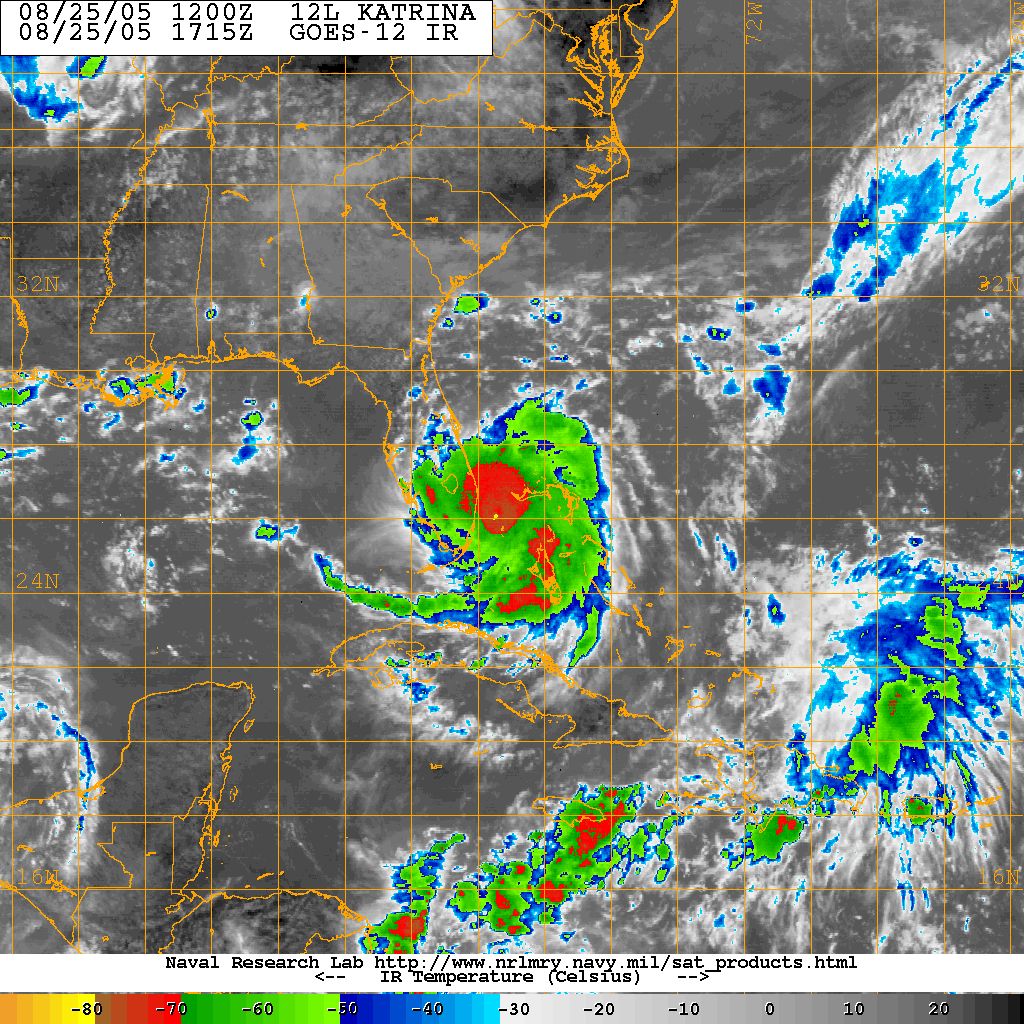 08/25/05 1200Z 12L KATRINA
08/25/05 1715Z GOES-12 IR
72W
32N 32N
24N
16N 16N
Naval Research Lab http://www.nrlmry.navy.mil/sat_products.html
<-- IR Temperature (Celsius) -->
-80 -70 -60 -50 -40 -30 -20 -10 0 10 20